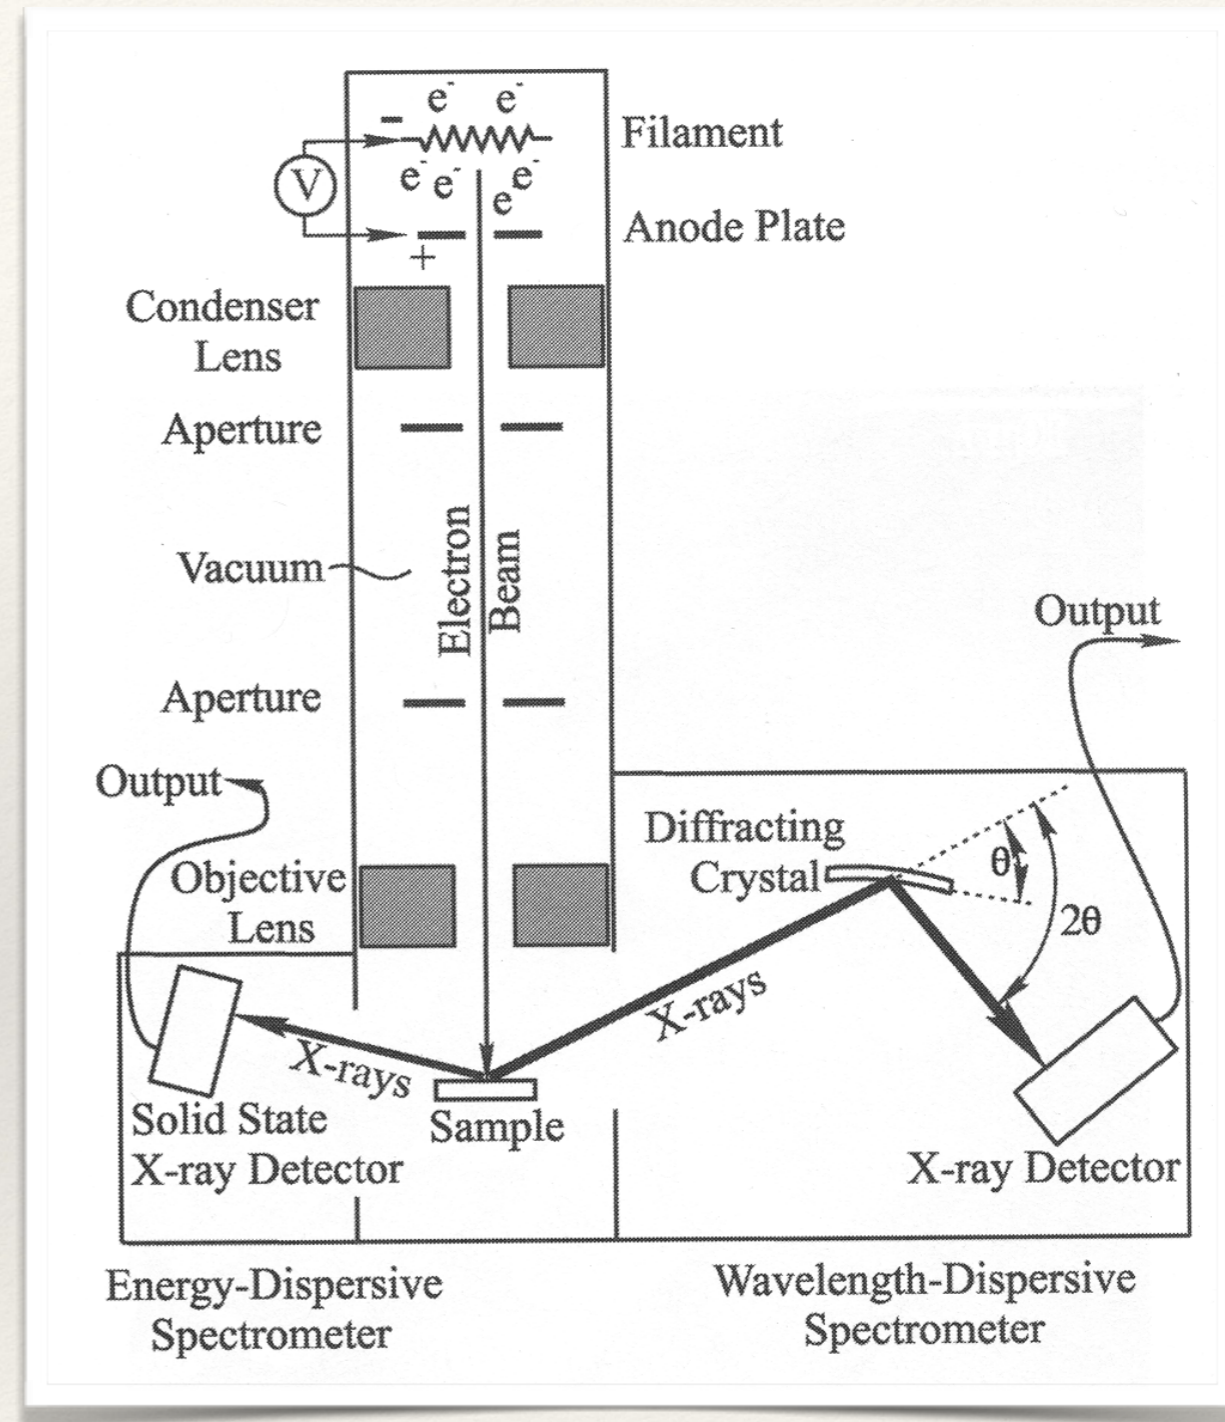 e⁻ e⁻
-
Filament
V
e⁻ e⁻ e e⁻
Anode Plate
+
Condenser
Lens
Aperture
Vacuum
Electron
Beam
Output
Aperture
Output
Diffracting
Crystal
θ
2θ
Objective
Lens
X-rays
X-rays
Solid State
X-ray Detector
Sample
X-ray Detector
Energy-Dispersive
Spectrometer
Wavelength-Dispersive
Spectrometer